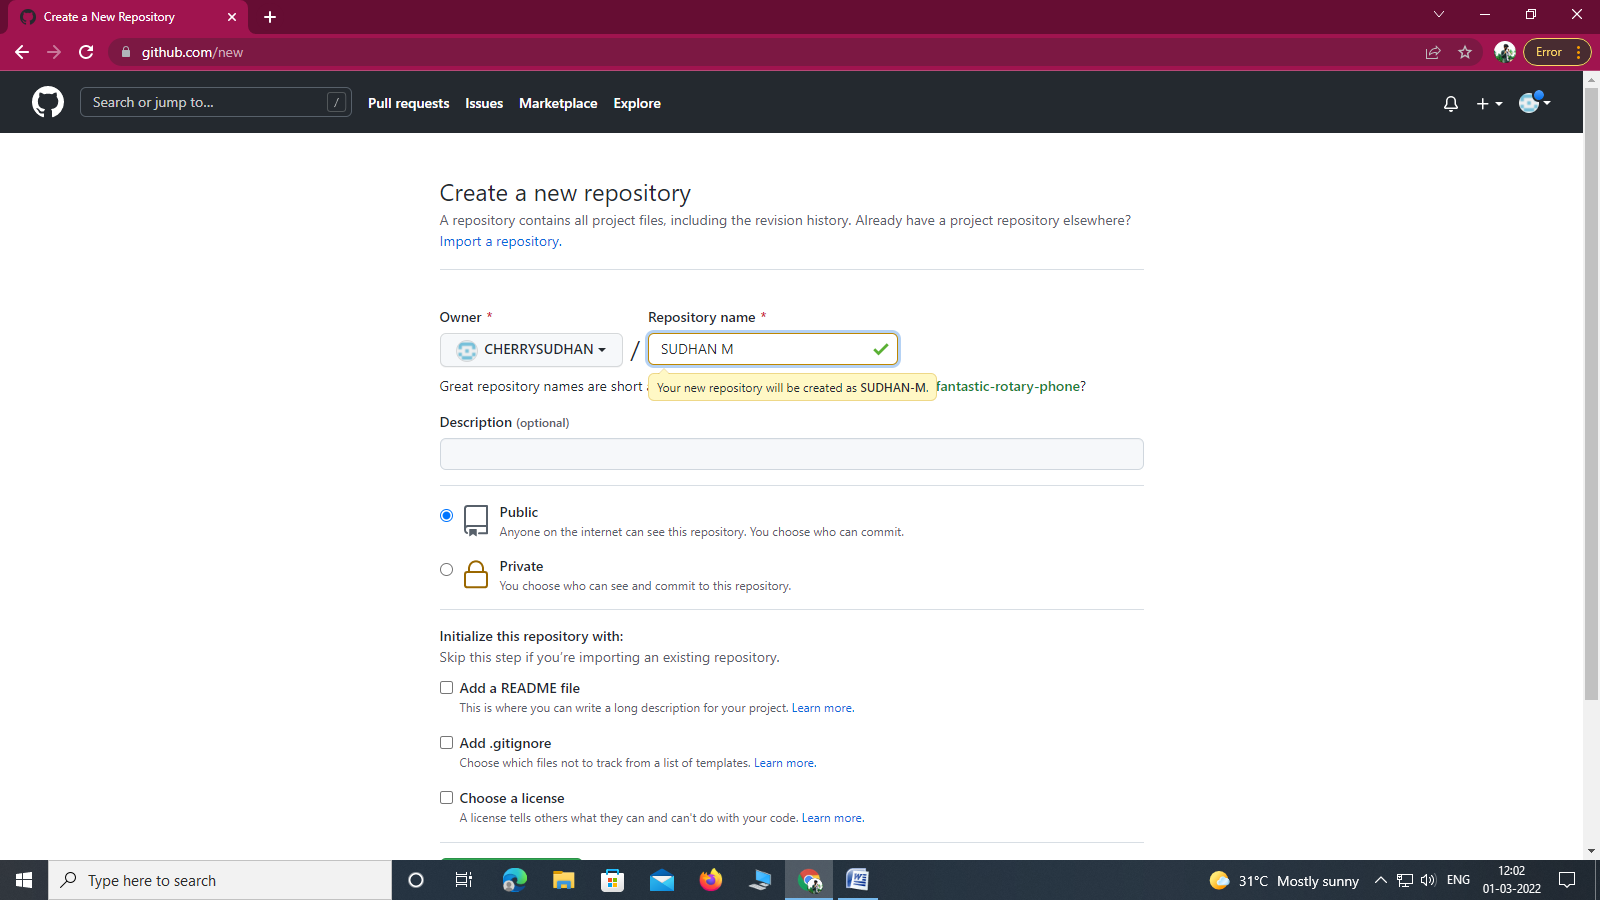 Create a New Repository
github.com/new
Error
Search or jump to... /
Pull requests Issues Marketplace Explore
Create a new repository
A repository contains all project files, including the revision history. Already have a project repository elsewhere?
Import a repository.
Owner * Repository name *
CHERRYSUDHAN / SUDHAN M
Great repository names are short Your new repository will be created as SUDHAN-M. fantastic-rotary-phone?
Description (optional)
Public
Anyone on the internet can see this repository. You choose who can commit.
Private
You choose who can see and commit to this repository.
Initialize this repository with:
Skip this step if you’re importing an existing repository.
Add a README file
This is where you can write a long description for your project. Learn more.
Add .gitignore
Choose which files not to track from a list of templates. Learn more.
Choose a license
A license tells others what they can and can't do with your code. Learn more.
Type here to search
31°C Mostly sunny
ENG
12:02
01-03-2022